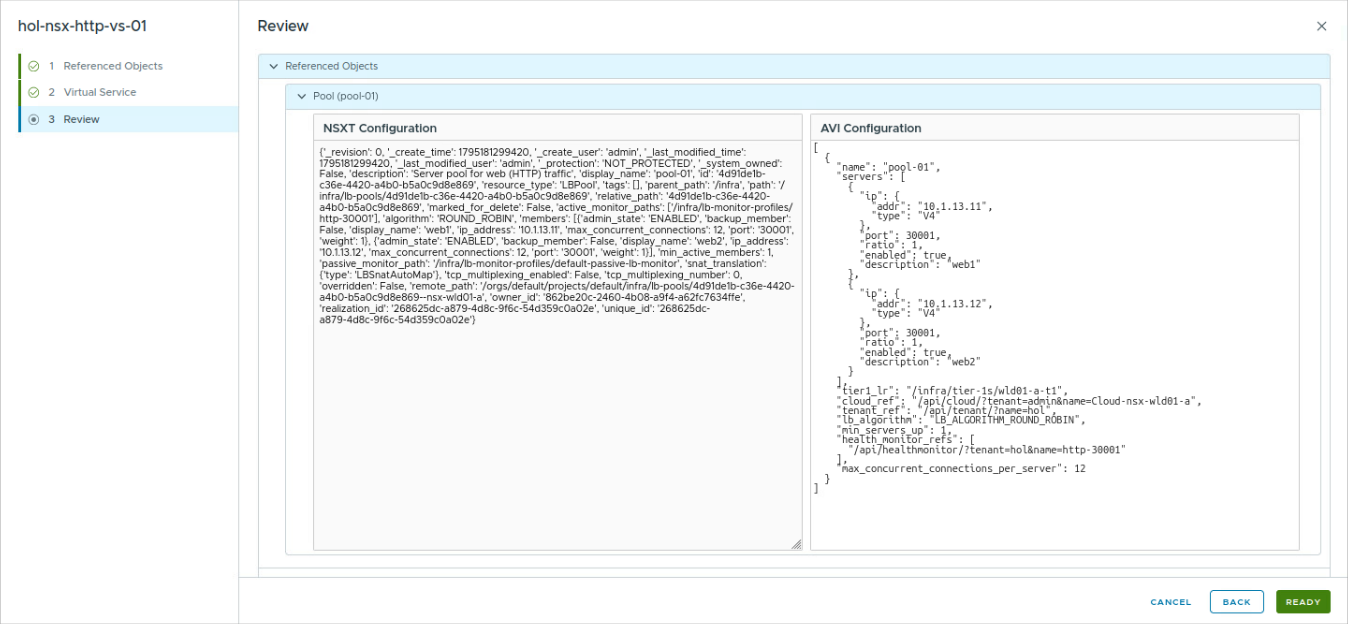 hol-nsx-http-vs-01
1 Referenced Objects
2 Virtual Service
3 Review
Review
Referenced Objects
Pool (pool-01)
NSXT Configuration
{'_revision': 0, '_create_time': 1795181299420, '_create_user': 'admin', '_last_modified_time':
1795181299420, '_last_modified_user': 'admin', '_protection': 'NOT_PROTECTED', '_system_owned':
False, 'description': 'Server pool for web (HTTP) traffic', 'display_name': 'pool-01', 'id': '4d91de1b-
c36e-4420-a4b0-b5a0c9d8e869', 'resource_type': 'LBPool', 'tags': [], 'parent_path': '/infra', 'path': '/
infra/lb-pools/4d91de1b-c36e-4420-a4b0-b5a0c9d8e869', 'relative_path': '4d91de1b-c36e-4420-
a4b0-b5a0c9d8e869', 'marked_for_delete': False, 'active_monitor_paths': ['/infra/lb-monitor-profiles/
http-30001'], 'algorithm': 'ROUND_ROBIN', 'members': [{'admin_state': 'ENABLED', 'backup_member':
False, 'display_name': 'web1', 'ip_address': '10.1.13.11', 'max_concurrent_connections': 12, 'port': '30001',
'weight': 1}, {'admin_state': 'ENABLED', 'backup_member': False, 'display_name': 'web2', 'ip_address':
'10.1.13.12', 'max_concurrent_connections': 12, 'port': '30001', 'weight': 1}], 'min_active_members': 1,
'passive_monitor_path': '/infra/lb-monitor-profiles/default-passive-lb-monitor', 'snat_translation':
{'type': 'LBSnatAutoMap'}, 'tcp_multiplexing_enabled': False, 'tcp_multiplexing_number': 0,
'overridden': False, 'remote_path': '/orgs/default/projects/default/infra/lb-pools/4d91de1b-c36e-4420-
a4b0-b5a0c9d8e869--nsx-wld01-a', 'owner_id': '862be20c-2460-4b08-a9f4-a62fc7634ffe',
'realization_id': '268625dc-a879-4d8c-9f6c-54d359c0a02e', 'unique_id': '268625dc-
a879-4d8c-9f6c-54d359c0a02e'}
AVI Configuration
[
{
"name": "pool-01",
"servers": [
{
"ip": {
"addr": "10.1.13.11",
"type": "V4"
},
"port": 30001,
"ratio": 1,
"enabled": true,
"description": "web1"
},
{
"ip": {
"addr": "10.1.13.12",
"type": "V4"
},
"port": 30001,
"ratio": 1,
"enabled": true,
"description": "web2"
}
],
"tier1_lr": "/infra/tier-1s/wld01-a-t1",
"cloud_ref": "/api/cloud/?tenant=admin&name=Cloud-nsx-wld01-a",
"tenant_ref": "/api/tenant/?name=hol",
"lb_algorithm": "LB_ALGORITHM_ROUND_ROBIN",
"min_servers_up": 1,
"health_monitor_refs": [
"/api/healthmonitor/?tenant=hol&name=http-30001"
],
"max_concurrent_connections_per_server": 12
}
]
CANCEL
BACK
READY